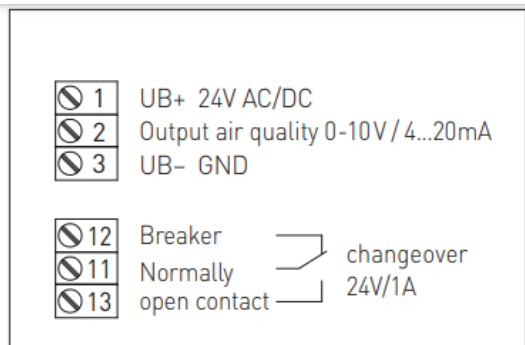 1 UB+ 24V AC/DC
2 Output air quality 0-10V / 4...20mA
3 UB– GND
12 Breaker
11 Normally
13 open contact
changeover
24V/1A